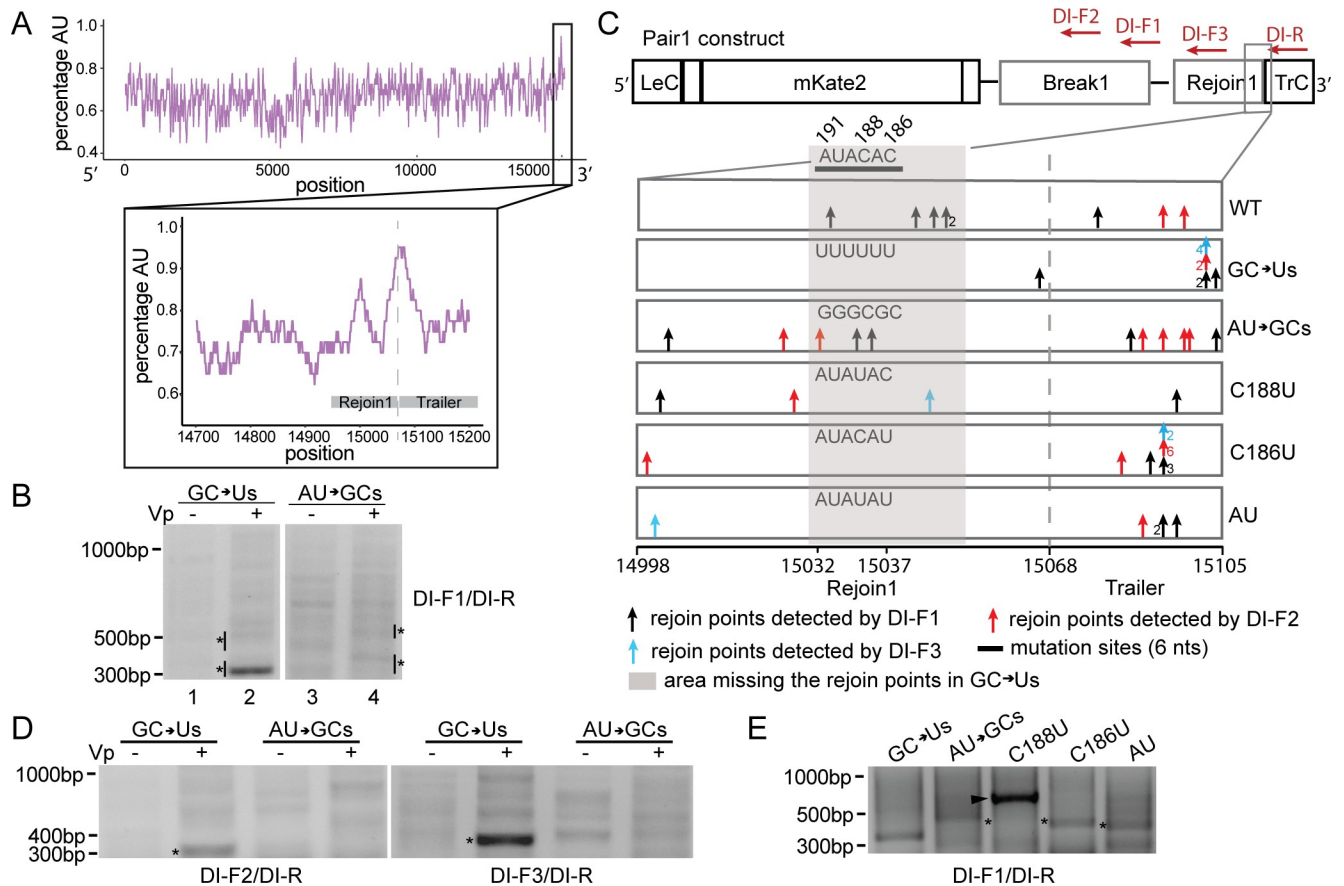 A
percentage AU
1.0
0.8
0.6
0.4
0
5000
10000
15000
5′
position
3′
percentage AU
1.0
0.9
0.8
0.7
0.6
Rejoin1
Trailer
14700
14800
14900
15000
15100
15200
position
B
GC→Us
AU→GCs
Vp
-
+
-
+
1000bp
500bp
300bp
*
*
*
*
1
2
3
4
DI-F1/DI-R
C
Pair1 construct
DI-F2
DI-F1
DI-F3
DI-R
5′
LeC
mKate2
Break1
Rejoin1
TrC
3′
191
188
186
AUACAC
2
WT
UUUUUU
4
2
2
GC→Us
GGGCGC
AU→GCs
AUAUAC
C188U
AUACAU
2
6
3
C186U
AUAUAU
2
AU
14998
15032
15037
15068
15105
Rejoin1
Trailer
rejoin points detected by DI-F1
rejoin points detected by DI-F2
rejoin points detected by DI-F3
mutation sites (6 nts)
area missing the rejoin points in GC→Us
D
GC→Us
AU→GCs
GC→Us
AU→GCs
Vp
-
+
-
+
-
+
-
+
1000bp
400bp
300bp
*
*
DI-F2/DI-R
DI-F3/DI-R
E
GC→Us
AU→GCs
C188U
C186U
AU
1000bp
500bp
300bp
*
*
*
DI-F1/DI-R